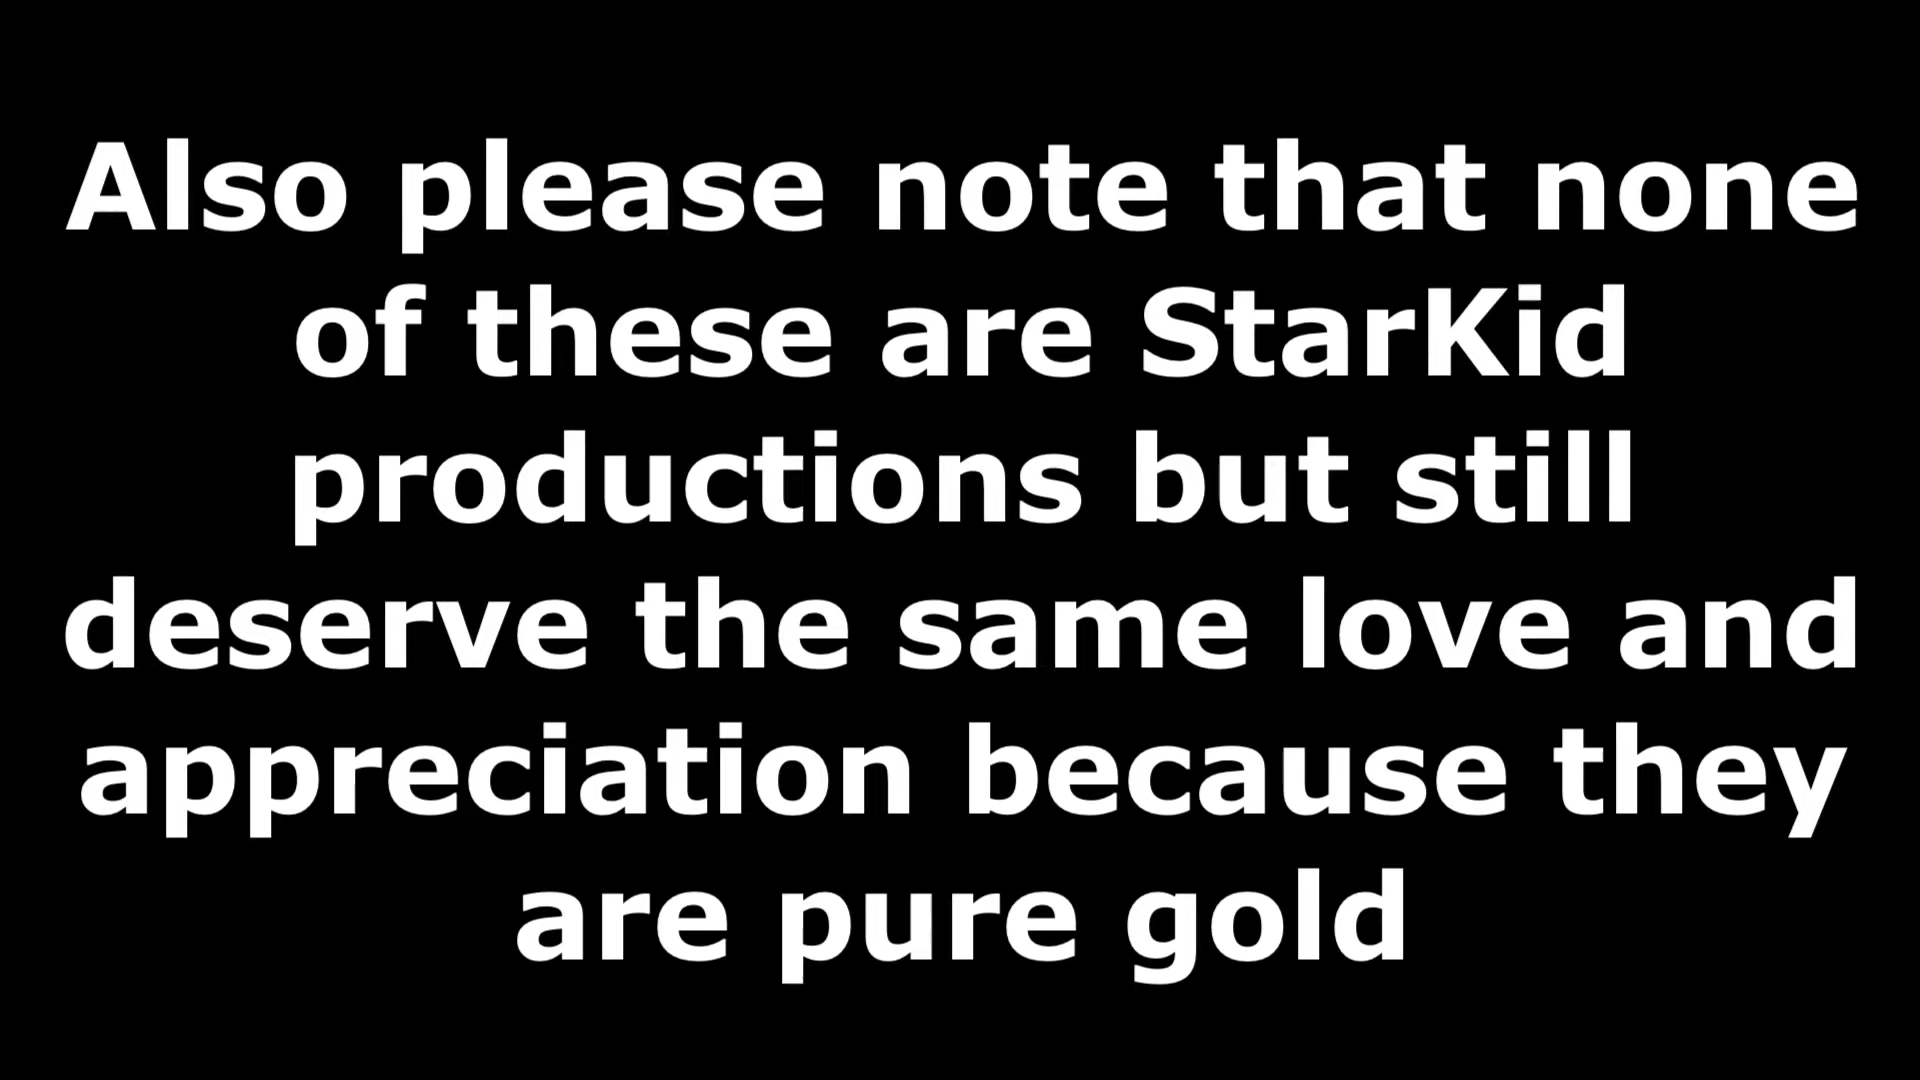 Also please note that none
of these are StarKid
productions but still
deserve the same love and
appreciation because they
are pure gold